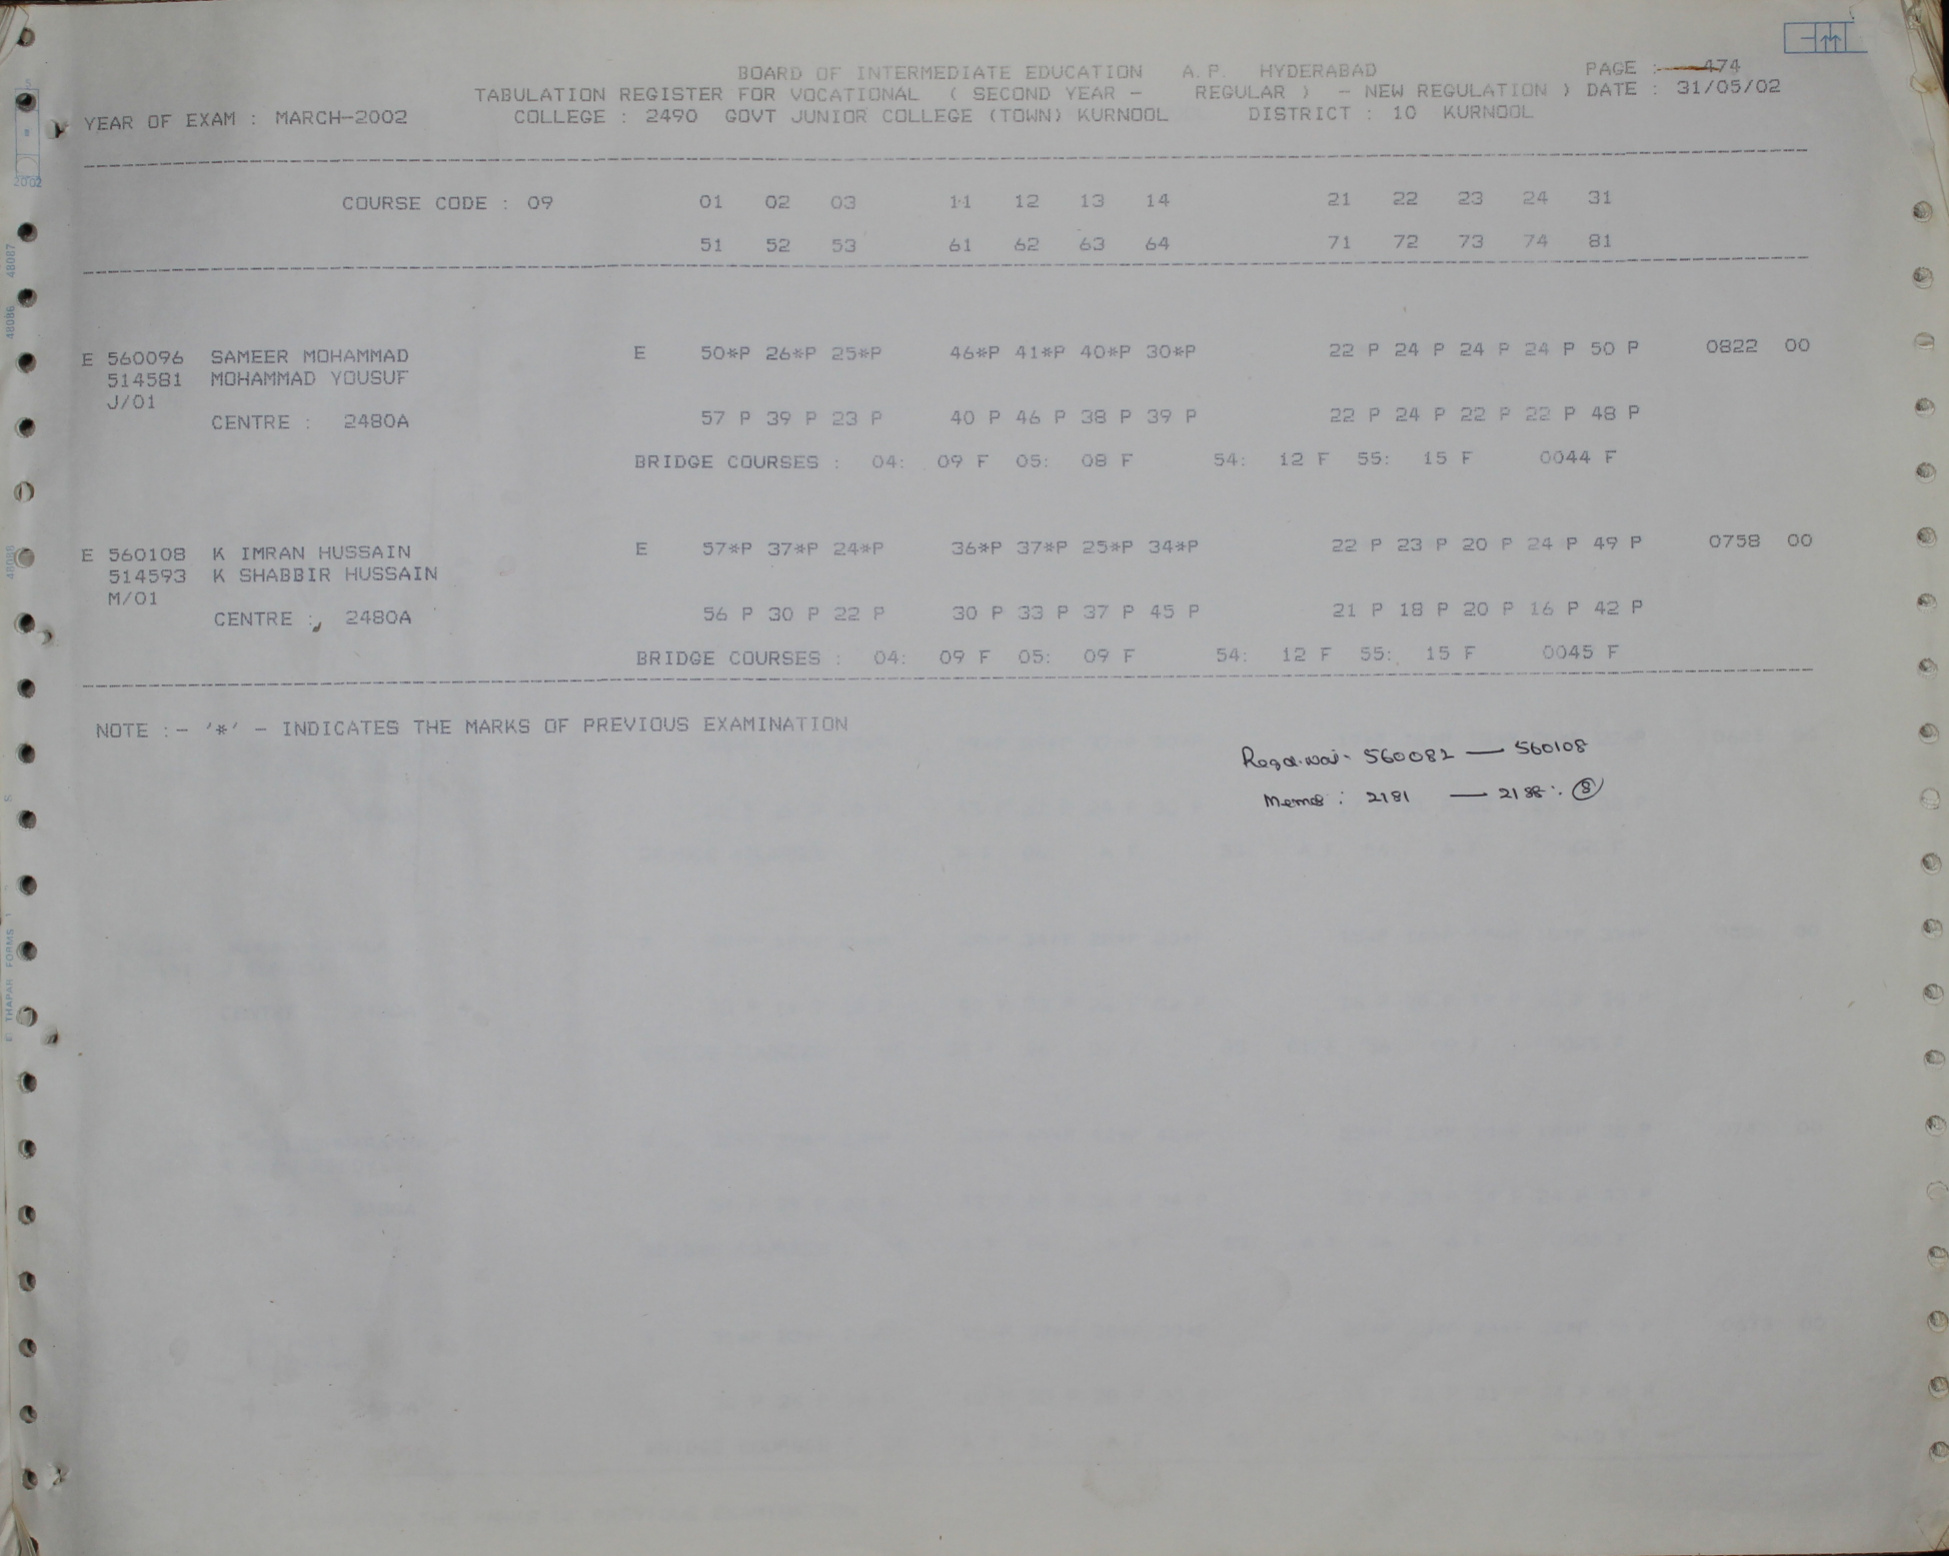 BOARD OF INTERMEDIATE EDUCATION A.P. HYDERABAD PAGE : 474
TABULATION REGISTER FOR VOCATIONAL ( SECOND YEAR - REGULAR ) - NEW REGULATION ) DATE : 31/05/02
YEAR OF EXAM : MARCH-2002 COLLEGE : 2490 GOVT JUNIOR COLLEGE (TOWN) KURNOOL DISTRICT : 10 KURNOOL
COURSE CODE : 09 01 02 03 11 12 13 14 21 22 23 24 31
51 52 53 61 62 63 64 71 72 73 74 81
E 560096 SAMEER MOHAMMAD E 50*P 26*P 25*P 46*P 41*P 40*P 30*P 22 P 24 P 24 P 24 P 50 P 0822 00
514581 MOHAMMAD YOUSUF
J/01
CENTRE : 2480A 57 P 39 P 23 P 40 P 46 P 38 P 39 P 22 P 24 P 22 P 22 P 48 P
BRIDGE COURSES : 04: 09 F 05: 08 F 54: 12 F 55: 15 F 0044 F
E 560108 K IMRAN HUSSAIN E 57*P 37*P 24*P 36*P 37*P 25*P 34*P 22 P 23 P 20 P 24 P 49 P 0758 00
514593 K SHABBIR HUSSAIN
M/01
CENTRE : 2480A 56 P 30 P 22 P 30 P 33 P 37 P 45 P 21 P 18 P 20 P 16 P 42 P
BRIDGE COURSES : 04: 09 F 05: 09 F 54: 12 F 55: 15 F 0045 F
NOTE :- '*' - INDICATES THE MARKS OF PREVIOUS EXAMINATION
560082 — 560108
Memos : 2181 — 2188 8
2002
48087
48086
THAPAR FORMS